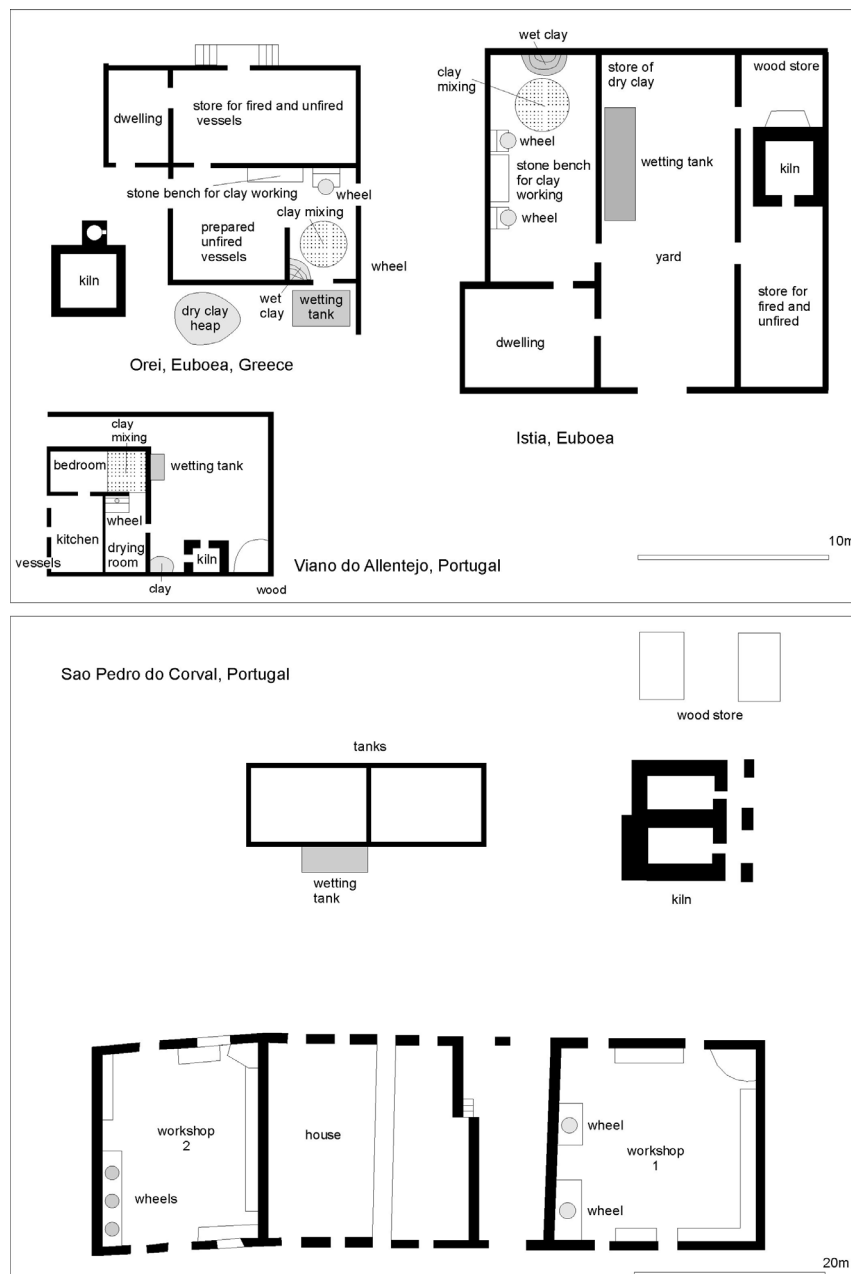 dwelling
store for fired and unfired
vessels
stone bench for clay working
wheel
clay mixing
prepared
unfired
vessels
wheel
kiln
wet
clay
wetting
tank
dry clay
heap
Orei, Euboea, Greece
wet clay
clay
mixing
store of
dry clay
wood store
wheel
stone bench
for clay
working
wetting tank
kiln
wheel
yard
store for
fired and
unfired
dwelling
Istia, Euboea
clay
mixing
bedroom
wetting tank
wheel
kitchen
drying
room
kiln
vessels
clay
wood
Viano do Allentejo, Portugal
10m
Sao Pedro do Corval, Portugal
wood store
tanks
wetting
tank
kiln
workshop
2
wheels
house
wheel
workshop
1
wheel
20m